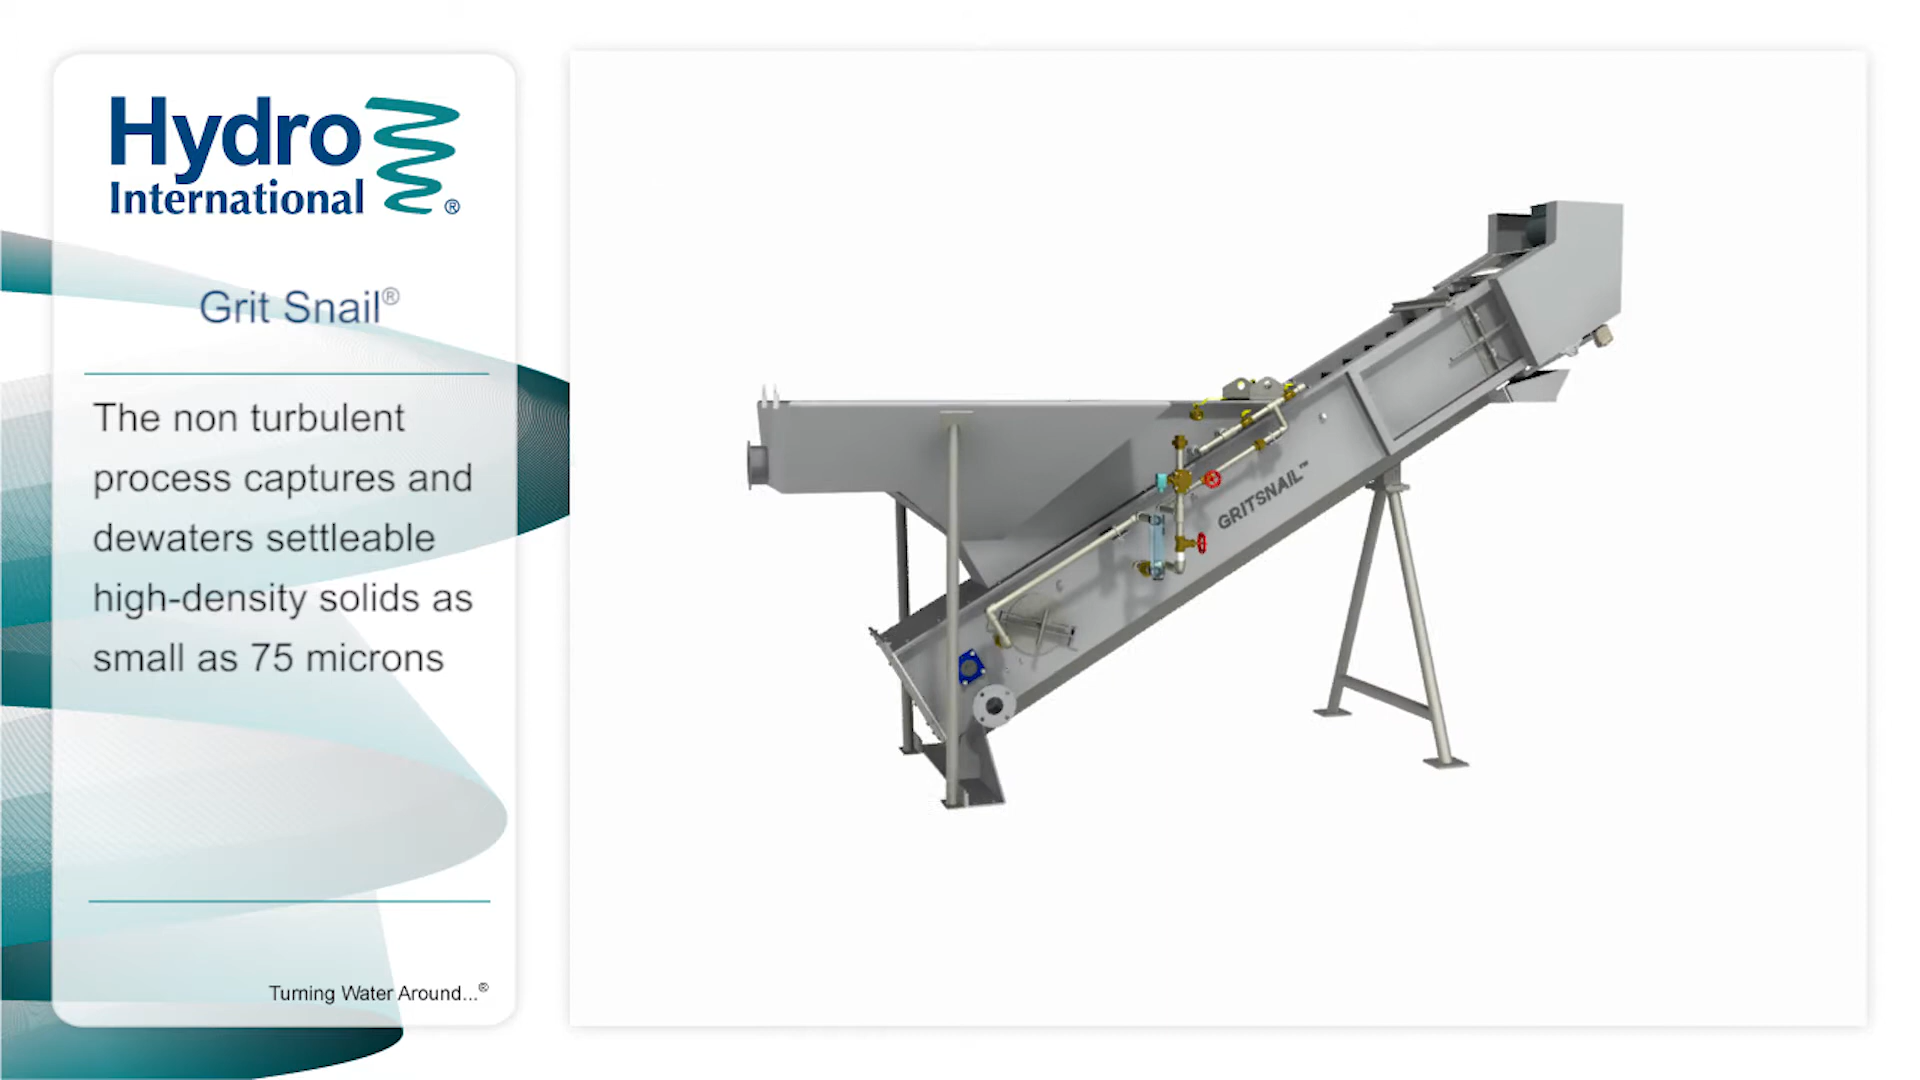 Hydro
International ®
Grit Snail®
The non turbulent
process captures and
dewaters settleable
high-density solids as
small as 75 microns
Turning Water Around...®
GRITSNAIL™